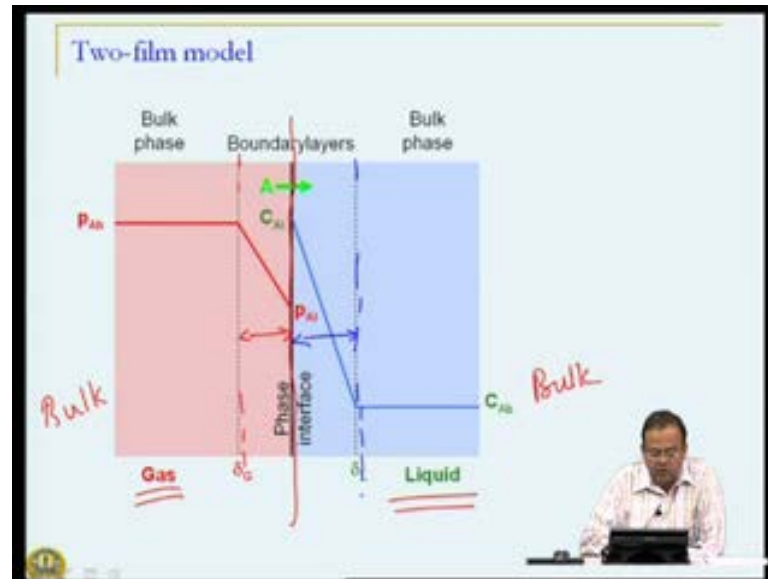 Two-film model
Bulk phase
Boundary layers
Bulk phase
A
P_Ab
C_Ai
P_Ai
C_Ab
Bulk
Bulk
Phase interface
Gas
δ_G
δ
Liquid